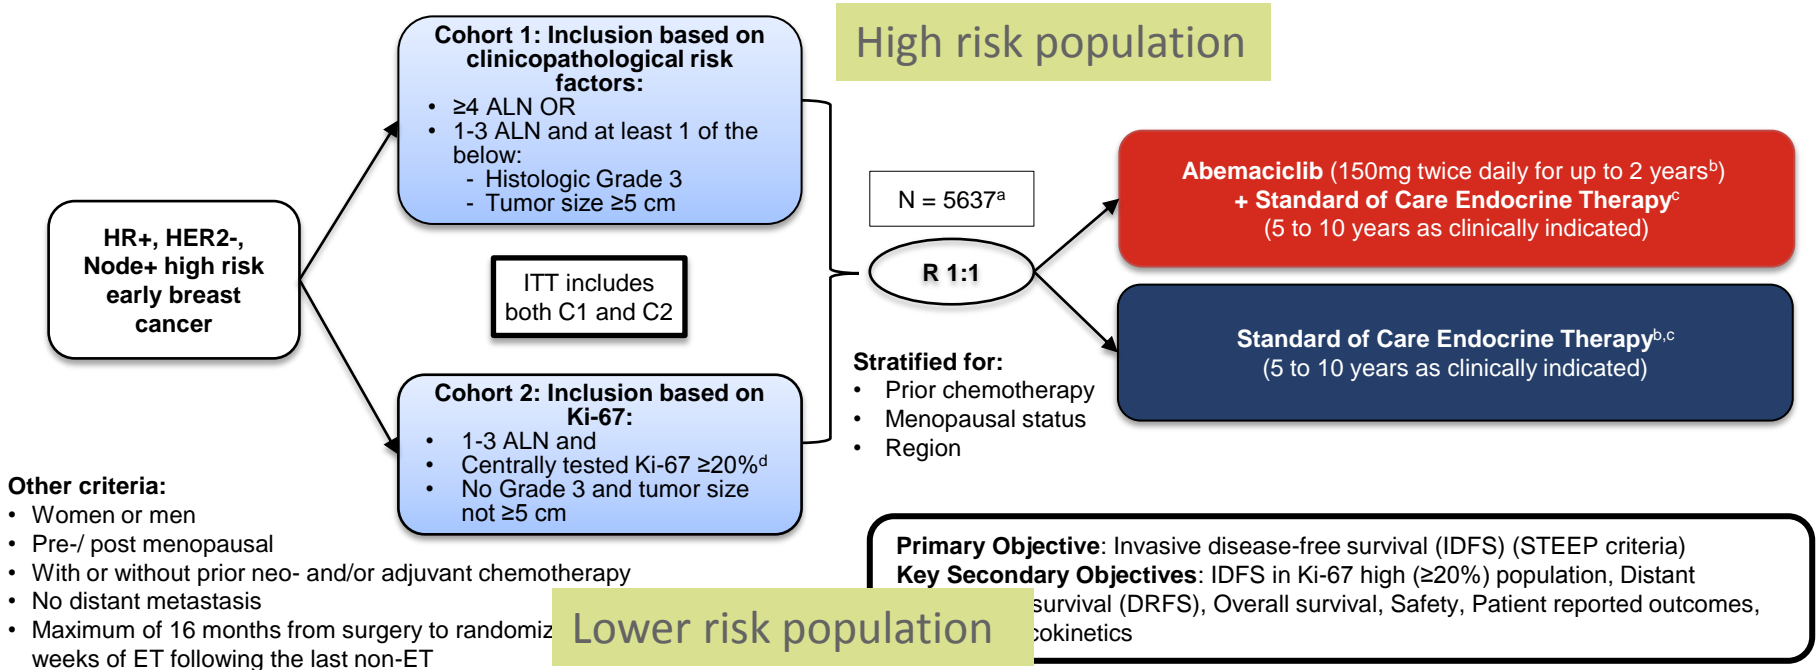 High risk population
Cohort 1: Inclusion based on
clinicopathological risk
factors:
• ≥4 ALN OR
• 1-3 ALN and at least 1 of the
below:
- Histologic Grade 3
- Tumor size ≥5 cm
HR+, HER2-,
Node+ high risk
early breast
cancer
ITT includes
both C1 and C2
Cohort 2: Inclusion based on
Ki-67:
• 1-3 ALN and
• Centrally tested Ki-67 ≥20%ᵈ
• No Grade 3 and tumor size
not ≥5 cm
N = 5637ᵃ
R 1:1
Stratified for:
• Prior chemotherapy
• Menopausal status
• Region
Abemaciclib (150mg twice daily for up to 2 yearsᵇ)
+ Standard of Care Endocrine Therapyᶜ
(5 to 10 years as clinically indicated)
Standard of Care Endocrine Therapyᵇ,ᶜ
(5 to 10 years as clinically indicated)
Other criteria:
• Women or men
• Pre-/ post menopausal
• With or without prior neo- and/or adjuvant chemotherapy
• No distant metastasis
• Maximum of 16 months from surgery to randomiz
weeks of ET following the last non-ET
Lower risk population
Primary Objective: Invasive disease-free survival (IDFS) (STEEP criteria)
Key Secondary Objectives: IDFS in Ki-67 high (≥20%) population, Distant
survival (DRFS), Overall survival, Safety, Patient reported outcomes,
cokinetics